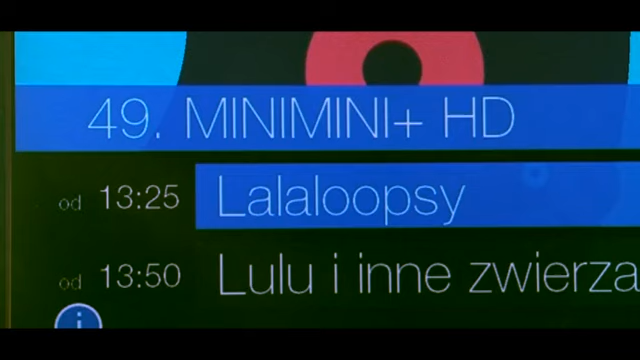 49. MINIMINI+ HD
od 13:25 Lalaloopsy
od 13:50 Lulu i inne zwierza
i